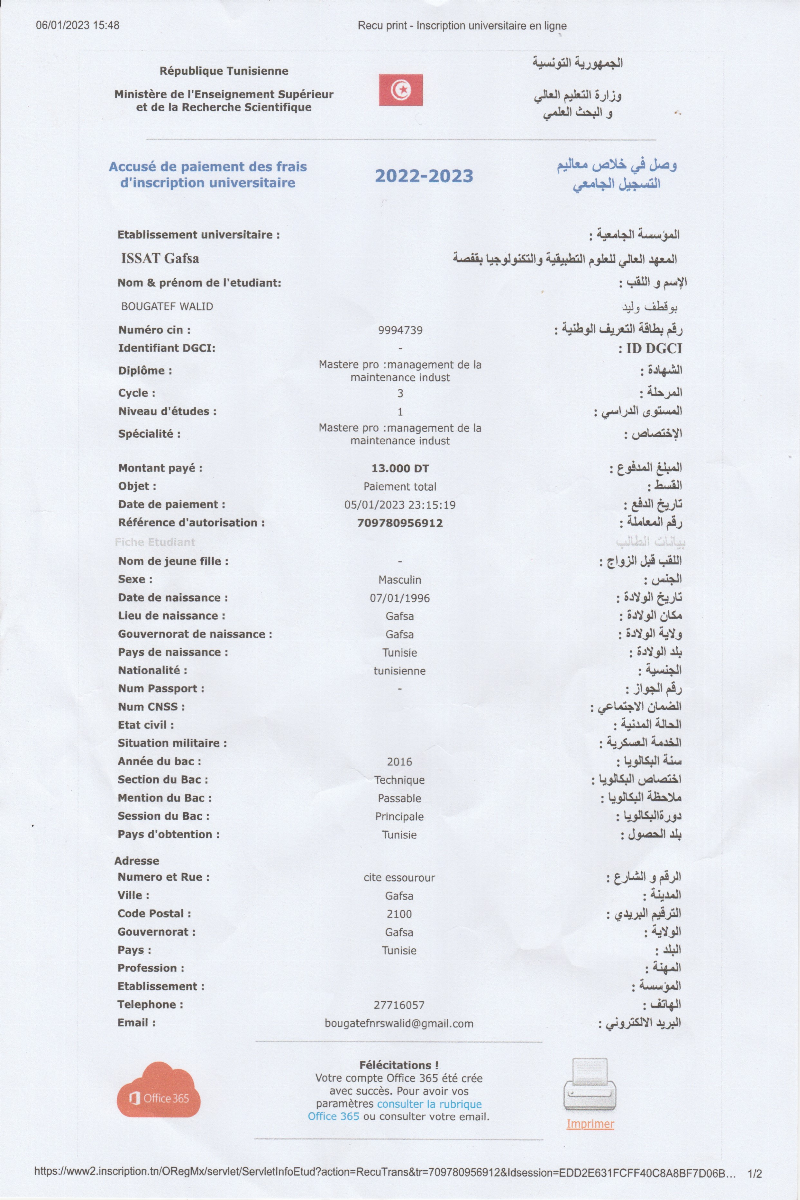 06/01/2023 15:48 Recu print - Inscription universitaire en ligne
République Tunisienne
الجمهورية التونسية
Ministère de l'Enseignement Supérieur
et de la Recherche Scientifique
وزارة التعليم العالي
و البحث العلمي
Accusé de paiement des frais
d'inscription universitaire
2022-2023
وصل في خلاص معاليم
التسجيل الجامعي
Etablissement universitaire : المؤسسة الجامعية :
ISSAT Gafsa المعهد العالي للعلوم التطبيقية والتكنولوجيا بقفصة
Nom & prénom de l'etudiant: الإسم و اللقب :
BOUGATEF WALID بوقطف وليد
Numéro cin : 9994739 رقم بطاقة التعريف الوطنية :
Identifiant DGCI: - ID DGCI :
Diplôme : Mastere pro :management de la
maintenance indust الشهادة :
Cycle : 3 المرحلة :
Niveau d'études : 1 المستوى الدراسي :
Spécialité : Mastere pro :management de la
maintenance indust الإختصاص :
Montant payé : 13.000 DT المبلغ المدفوع :
Objet : Paiement total القسط :
Date de paiement : 05/01/2023 23:15:19 تاريخ الدفع :
Référence d'autorisation : 709780956912 رقم المعاملة :
Fiche Etudiant بيانات الطالب
Nom de jeune fille : - اللقب قبل الزواج :
Sexe : Masculin الجنس :
Date de naissance : 07/01/1996 تاريخ الولادة :
Lieu de naissance : Gafsa مكان الولادة :
Gouvernorat de naissance : Gafsa ولاية الولادة :
Pays de naissance : Tunisie بلد الولادة :
Nationalité : tunisienne الجنسية :
Num Passport : - رقم الجواز :
Num CNSS : الضمان الاجتماعي :
Etat civil : الحالة المدنية :
Situation militaire : الخدمة العسكرية :
Année du bac : 2016 سنة البكالويا :
Section du Bac : Technique اختصاص البكالويا :
Mention du Bac : Passable ملاحظة البكالويا :
Session du Bac : Principale دورةالبكالويا :
Pays d'obtention : Tunisie بلد الحصول :
Adresse
Numero et Rue : cite essourour الرقم و الشارع :
Ville : Gafsa المدينة :
Code Postal : 2100 الترقيم البريدي :
Gouvernorat : Gafsa الولاية :
Pays : Tunisie البلد :
Profession : المهنة :
Etablissement : المؤسسة :
Telephone : 27716057 الهاتف :
Email : bougatefnrswalid@gmail.com البريد الالكتروني :
Office 365
Félécitations !
Votre compte Office 365 été crée
avec succès. Pour avoir vos
paramètres consulter la rubrique
Office 365 ou consulter votre email.
Imprimer
https://www2.inscription.tn/ORegMx/servlet/ServletInfoEtud?action=RecuTrans&tr=709780956912&Idsession=EDD2E631FCFF40C8A8BF7D06B... 1/2